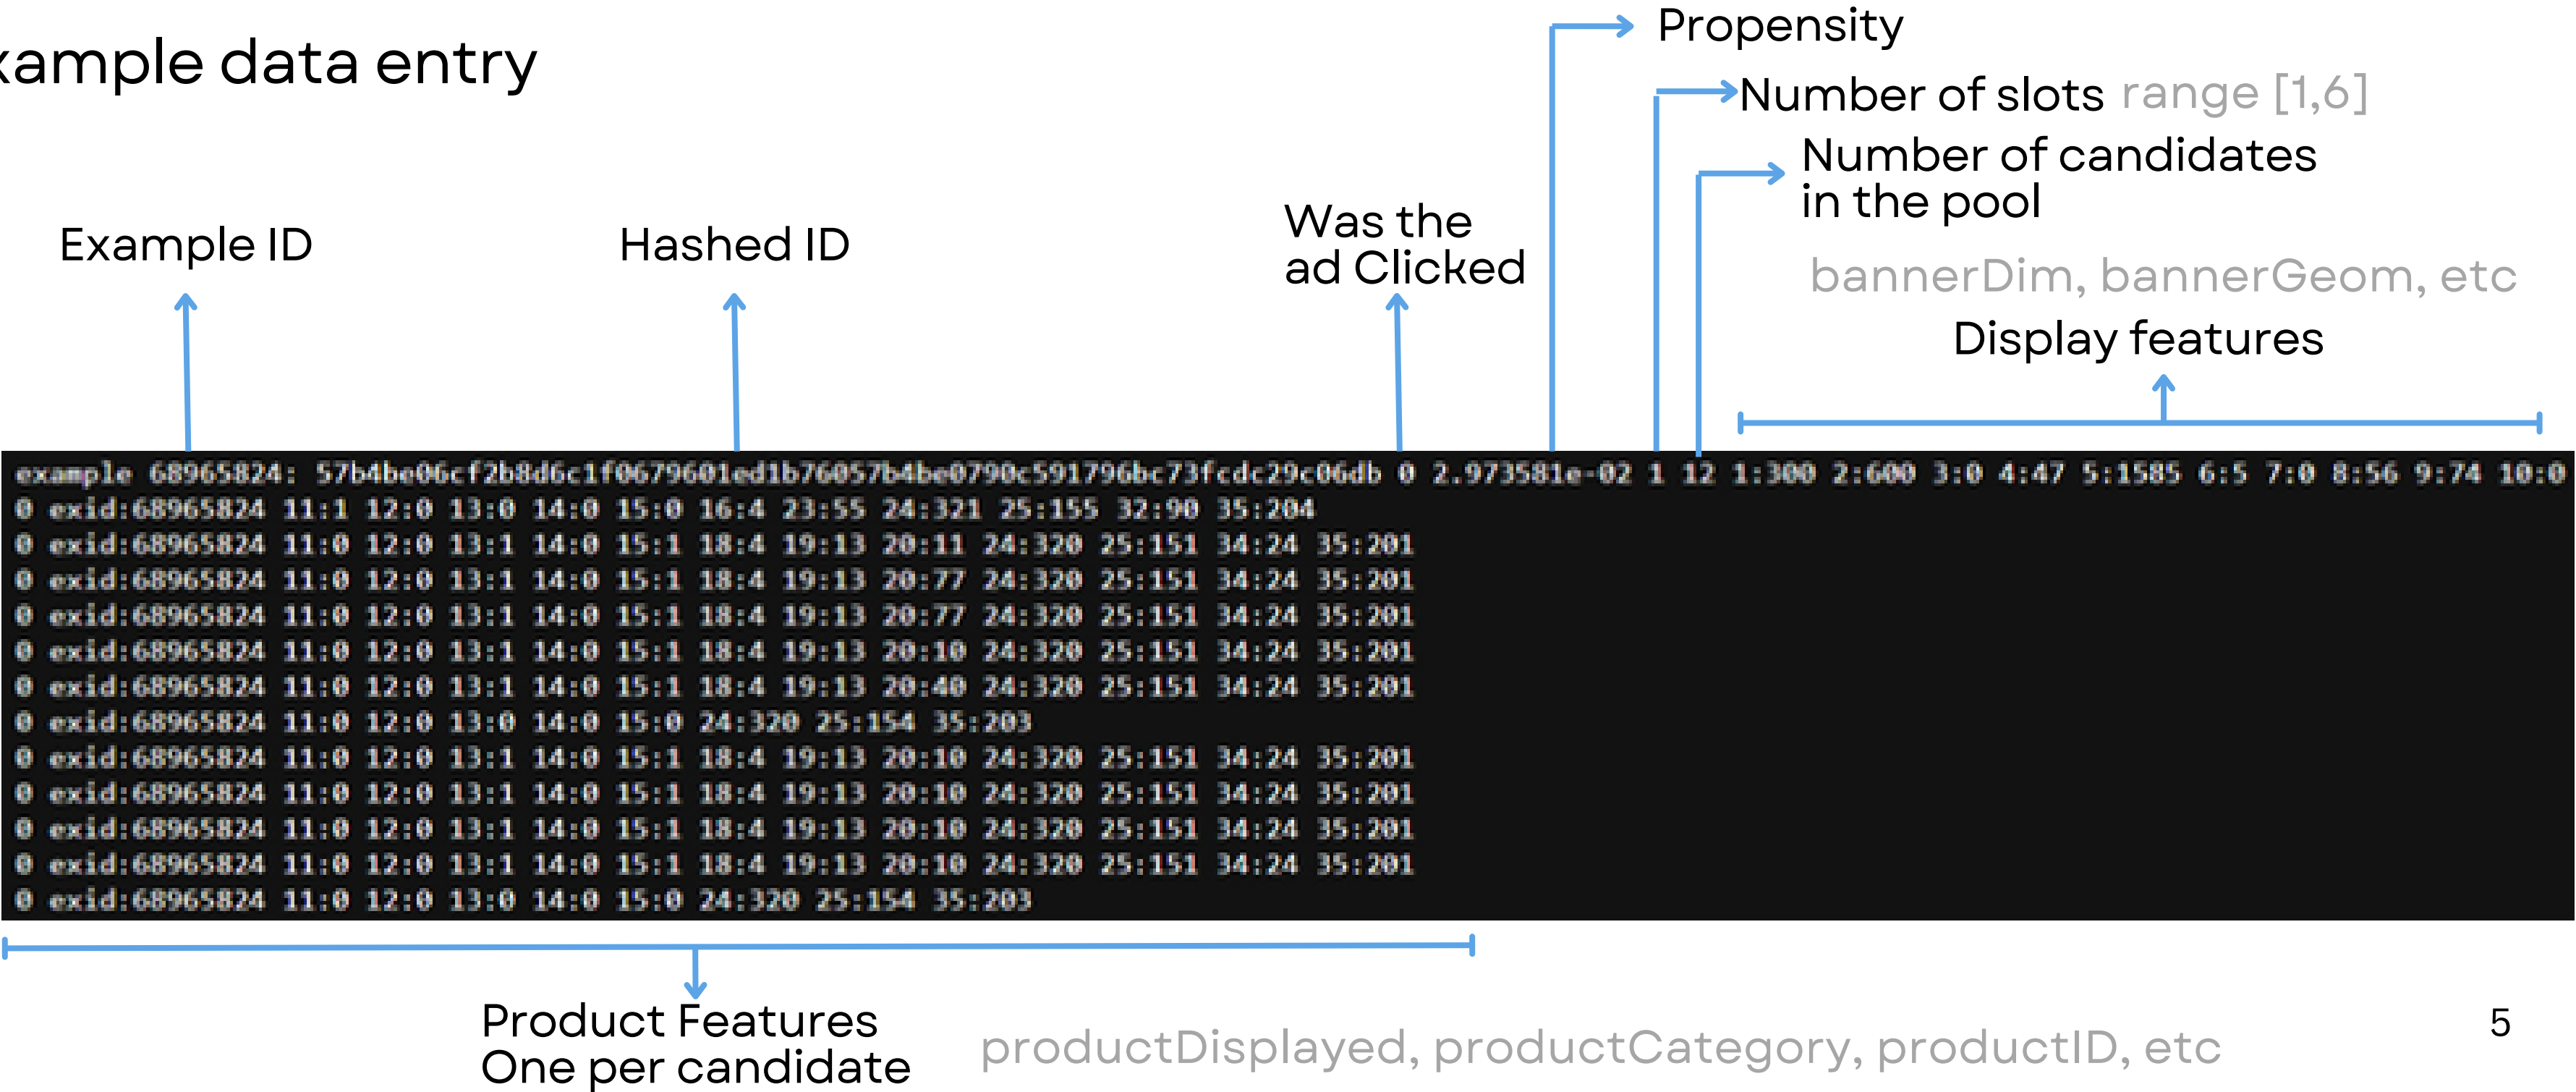 xample data entry
Propensity
Number of slots range [1,6]
Number of candidates
in the pool
Example ID
Hashed ID
Was the
ad Clicked
bannerDim, bannerGeom, etc
Display features
example 68965824: 57b4be06cf2b8d6c1f0679601ed1b76057b4be0790c591796bc73fcdc29c06db 0 2.973581e-02 1 12 1:300 2:600 3:0 4:47 5:1585 6:5 7:0 8:56 9:74 10:0
0 exid:68965824 11:1 12:0 13:0 14:0 15:0 16:4 23:55 24:321 25:155 32:90 35:204
0 exid:68965824 11:0 12:0 13:1 14:0 15:1 18:4 19:13 20:11 24:320 25:151 34:24 35:201
0 exid:68965824 11:0 12:0 13:1 14:0 15:1 18:4 19:13 20:77 24:320 25:151 34:24 35:201
0 exid:68965824 11:0 12:0 13:1 14:0 15:1 18:4 19:13 20:77 24:320 25:151 34:24 35:201
0 exid:68965824 11:0 12:0 13:1 14:0 15:1 18:4 19:13 20:10 24:320 25:151 34:24 35:201
0 exid:68965824 11:0 12:0 13:1 14:0 15:1 18:4 19:13 20:40 24:320 25:151 34:24 35:201
0 exid:68965824 11:0 12:0 13:0 14:0 15:0 24:320 25:154 35:203
0 exid:68965824 11:0 12:0 13:1 14:0 15:1 18:4 19:13 20:10 24:320 25:151 34:24 35:201
0 exid:68965824 11:0 12:0 13:1 14:0 15:1 18:4 19:13 20:10 24:320 25:151 34:24 35:201
0 exid:68965824 11:0 12:0 13:1 14:0 15:1 18:4 19:13 20:10 24:320 25:151 34:24 35:201
0 exid:68965824 11:0 12:0 13:1 14:0 15:1 18:4 19:13 20:10 24:320 25:151 34:24 35:201
0 exid:68965824 11:0 12:0 13:0 14:0 15:0 24:320 25:154 35:203
Product Features
One per candidate
productDisplayed, productCategory, productID, etc
5